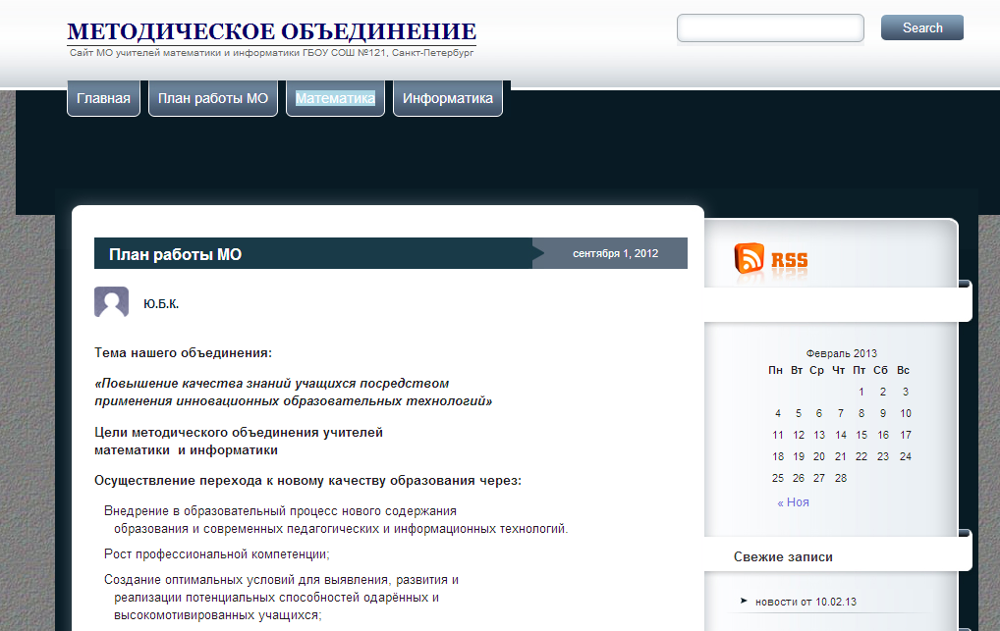 МЕТОДИЧЕСКОЕ ОБЪЕДИНЕНИЕ
Сайт МО учителей математики и информатики ГБОУ СОШ №121, Санкт-Петербург
Search
Главная План работы МО Математика Информатика
План работы МО
сентября 1, 2012
Ю.Б.К.
Тема нашего объединения:
«Повышение качества знаний учащихся посредством
применения инновационных образовательных технологий»
Цели методического объединения учителей
математики и информатики
Осуществление перехода к новому качеству образования через:
Внедрение в образовательный процесс нового содержания
образования и современных педагогических и информационных технологий.
Рост профессиональной компетенции;
Создание оптимальных условий для выявления, развития и
реализации потенциальных способностей одарённых и
высокомотивированных учащихся;
RSS
Февраль 2013
Пн Вт Ср Чт Пт Сб Вс
1 2 3
4 5 6 7 8 9 10
11 12 13 14 15 16 17
18 19 20 21 22 23 24
25 26 27 28
« Ноя
Свежие записи
новости от 10.02.13